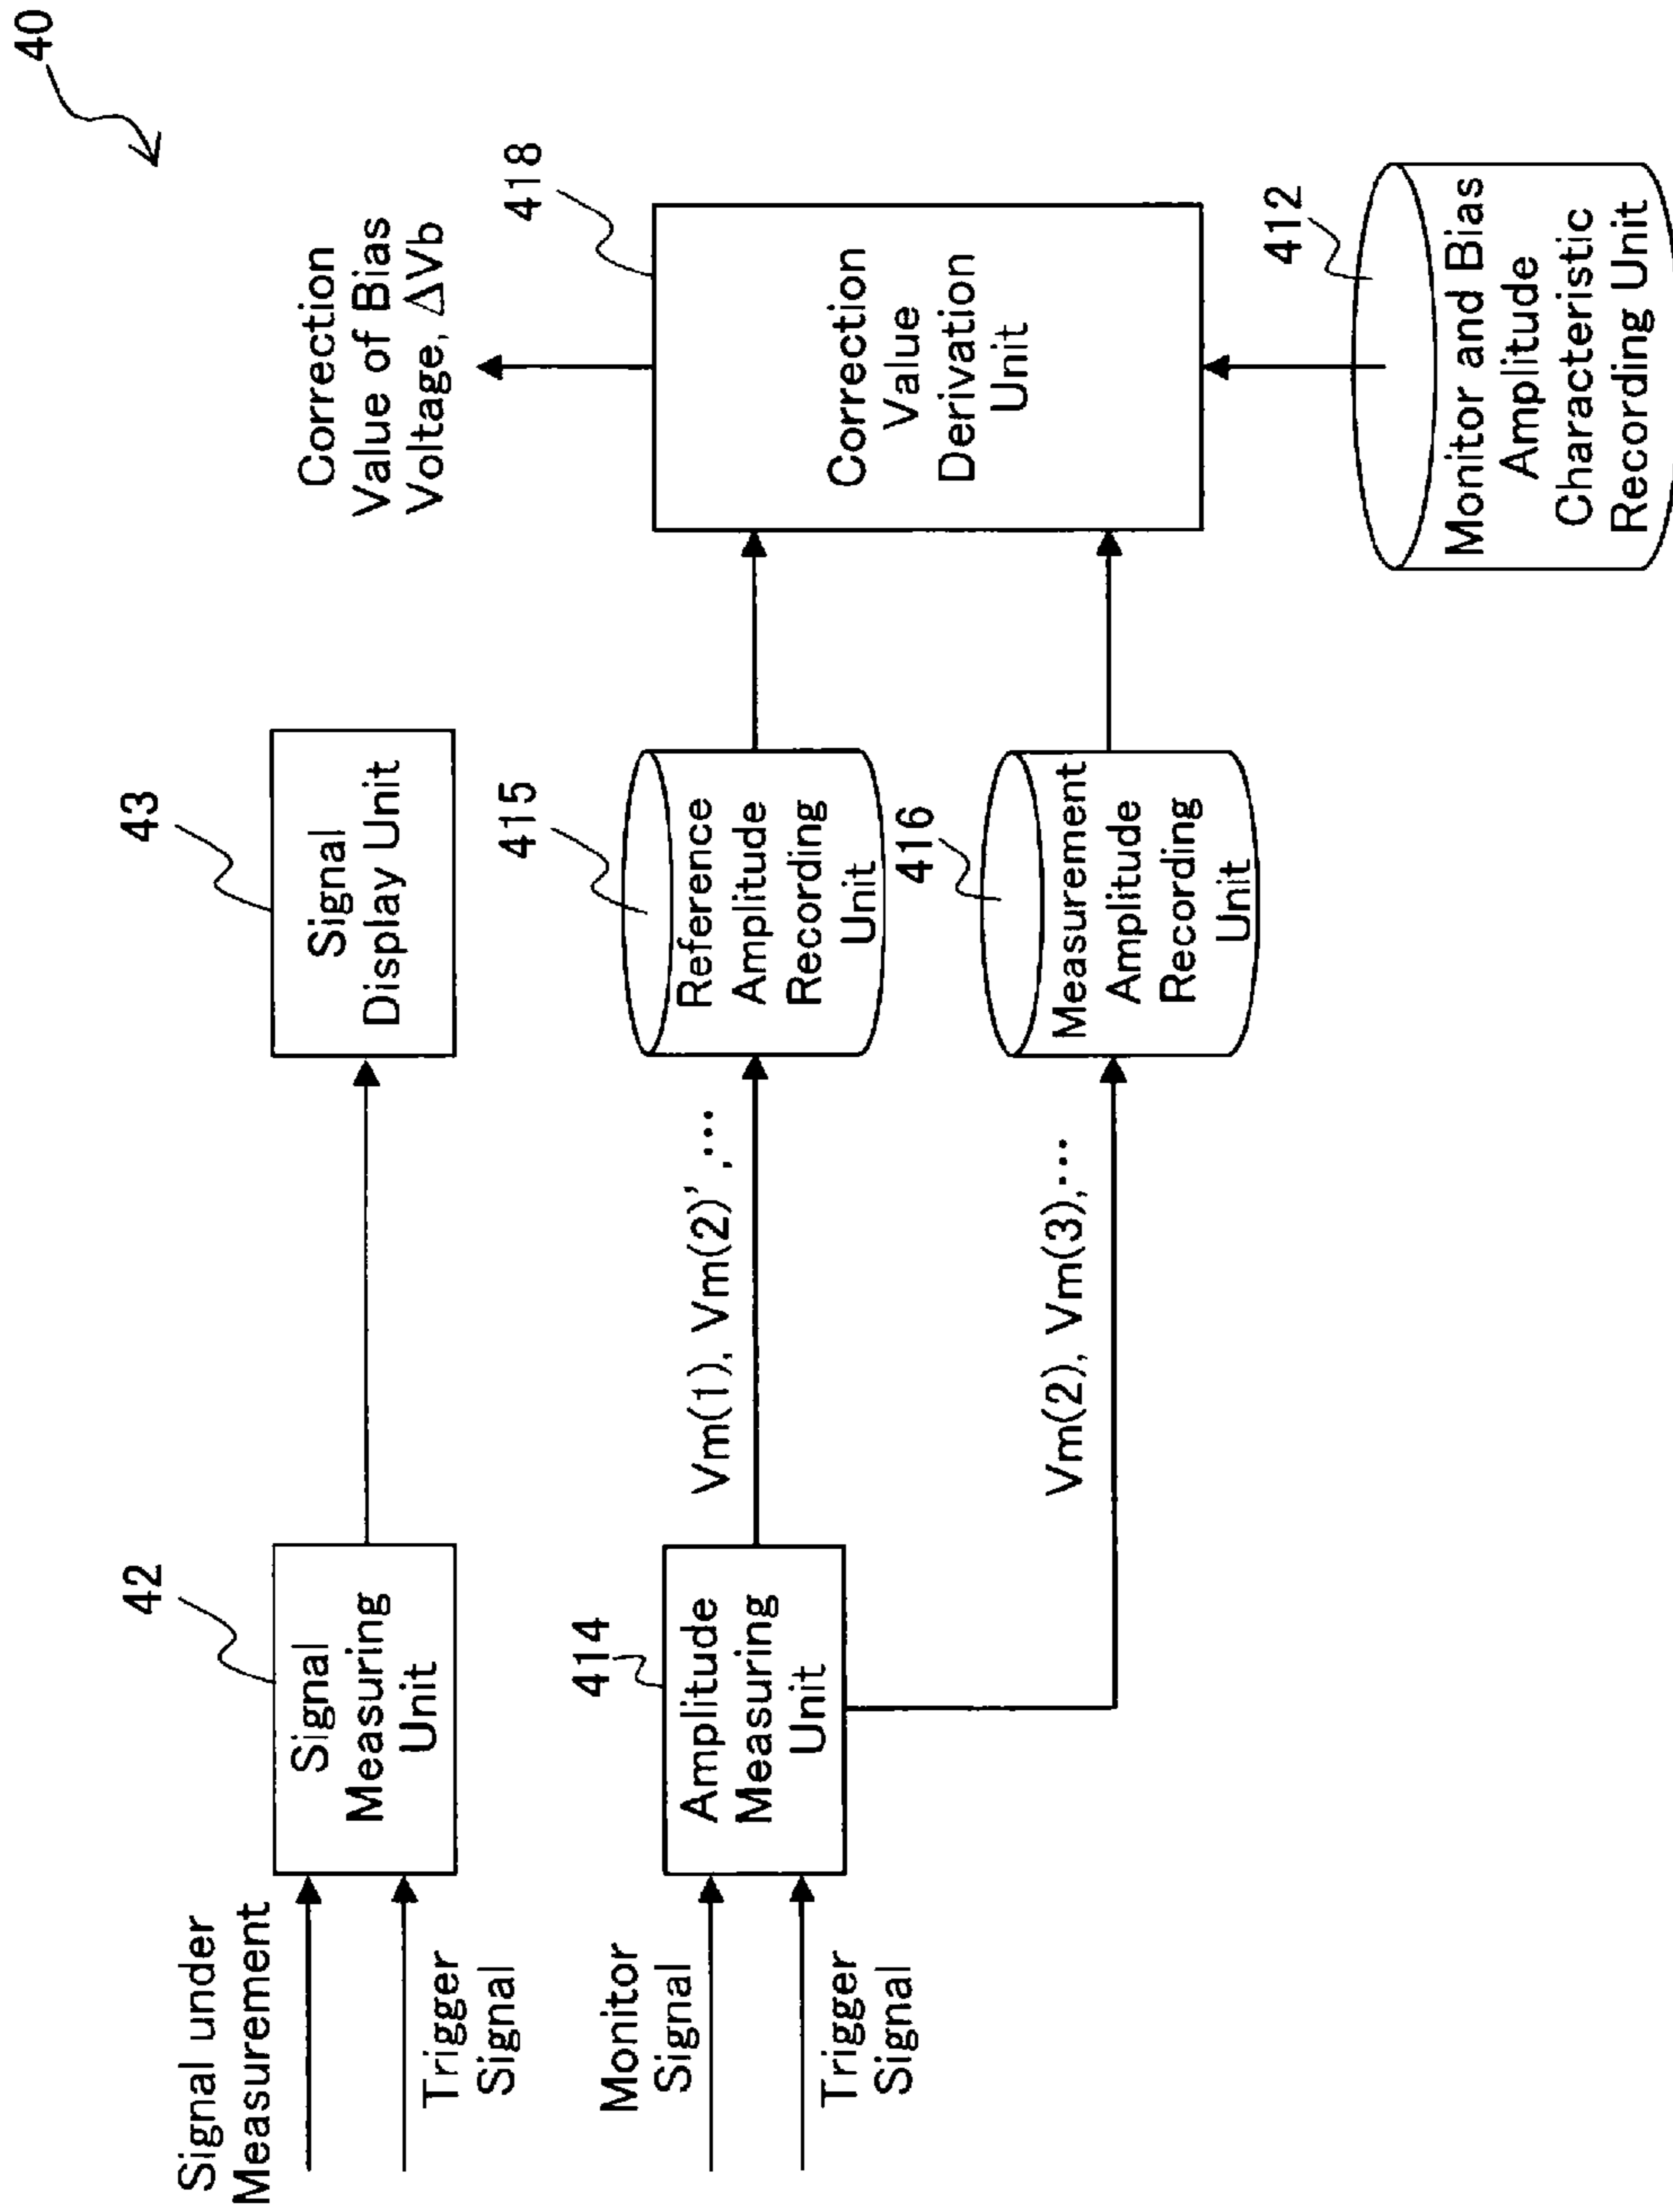 40
Signal under
Measurement
Trigger
Signal
42
Signal
Measuring
Unit
43
Signal
Display Unit
Correction
Value of Bias
Voltage, △Vb
Monitor
Signal
Trigger
Signal
414
Amplitude
Measuring
Unit
Vm(1), Vm(2)',···
Vm(2), Vm(3),···
415
Reference
Amplitude
Recording
Unit
416
Measurement
Amplitude
Recording
Unit
418
Correction
Value
Derivation
Unit
412
Monitor and Bias
Amplitude
Characteristic
Recording Unit